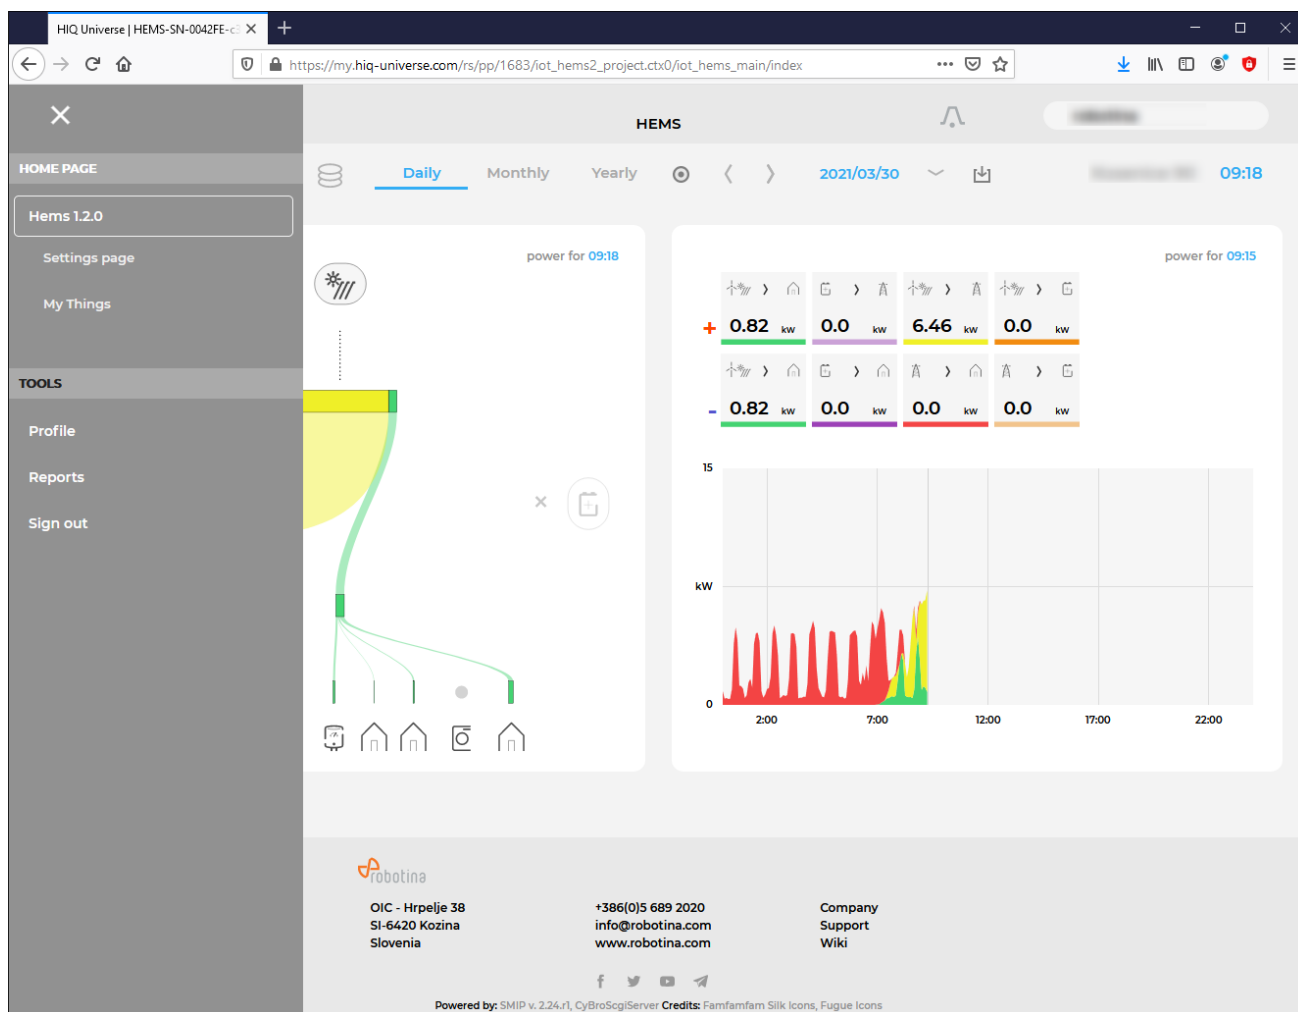 HIQ Universe | HEMS-SN-0042FE-c
https://my.hiq-universe.com/rs/pp/1683/iot_hems2_project.ctx0/iot_hems_main/index
HEMS
HOME PAGE
Hems 1.2.0
Settings page
My Things
TOOLS
Profile
Reports
Sign out
Daily Monthly Yearly 2021/03/30 09:18
power for 09:18
power for 09:15
+ 0.82 kw 0.0 kw 6.46 kw 0.0 kw
- 0.82 kw 0.0 kw 0.0 kw 0.0 kw
15
kW
0
2:00 7:00 12:00 17:00 22:00
robotina
OIC - Hrpelje 38
SI-6420 Kozina
Slovenia
+386(0)5 689 2020
info@robotina.com
www.robotina.com
Company
Support
Wiki
Powered by: SMIP v. 2.24.r1, CyBroScgiServer Credits: Famfamfam Silk Icons, Fugue Icons